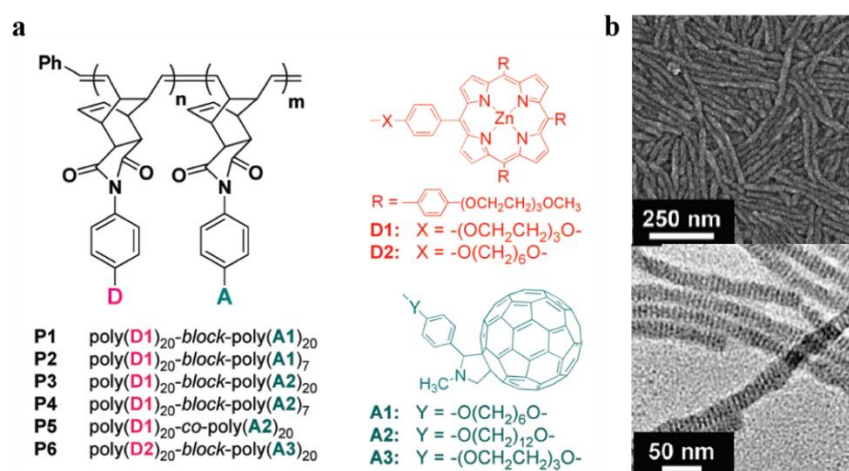 a
Ph
n
m
O
N
O
O
N
O
D
A
P1 poly(D1)20-block-poly(A1)20
P2 poly(D1)20-block-poly(A1)7
P3 poly(D1)20-block-poly(A2)20
P4 poly(D1)20-block-poly(A2)7
P5 poly(D1)20-co-poly(A2)20
P6 poly(D2)20-block-poly(A3)20
R
X
N
N
Zn
N
N
R
R
R = -(OCH2CH2)3OCH3
D1: X = -(OCH2CH2)3O-
D2: X = -O(CH2)6O-
Y
H3C
N
A1: Y = -O(CH2)6O-
A2: Y = -O(CH2)12O-
A3: Y = -(OCH2CH2)3O-
b
250 nm
50 nm